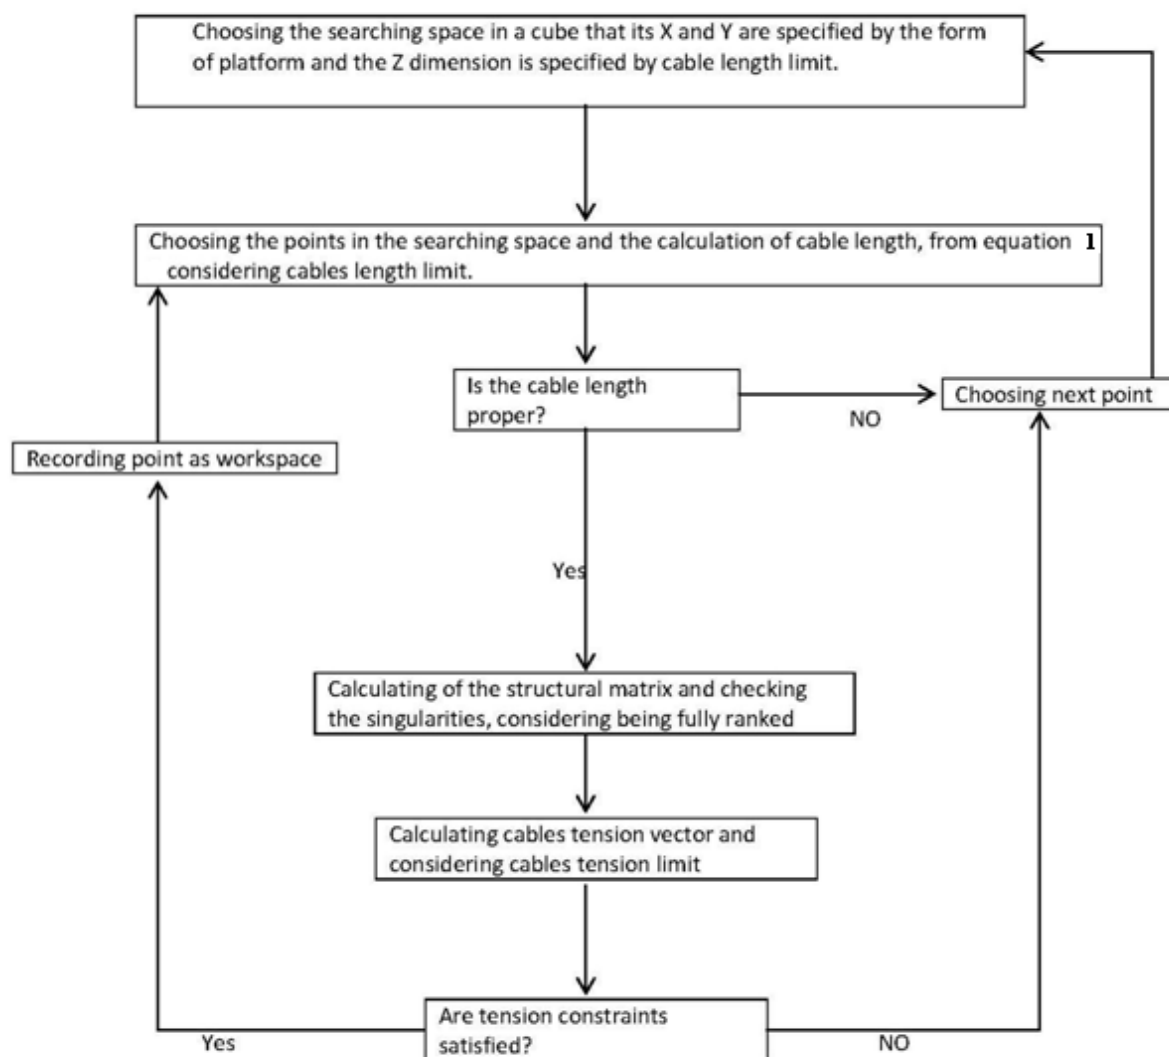 Choosing the searching space in a cube that its X and Y are specified by the form
of platform and the Z dimension is specified by cable length limit.
Choosing the points in the searching space and the calculation of cable length, from equation 1
considering cables length limit.
Is the cable length
proper?
NO
Choosing next point
Recording point as workspace
Yes
Calculating of the structural matrix and checking
the singularities, considering being fully ranked
Calculating cables tension vector and
considering cables tension limit
Are tension constraints
satisfied?
Yes
NO